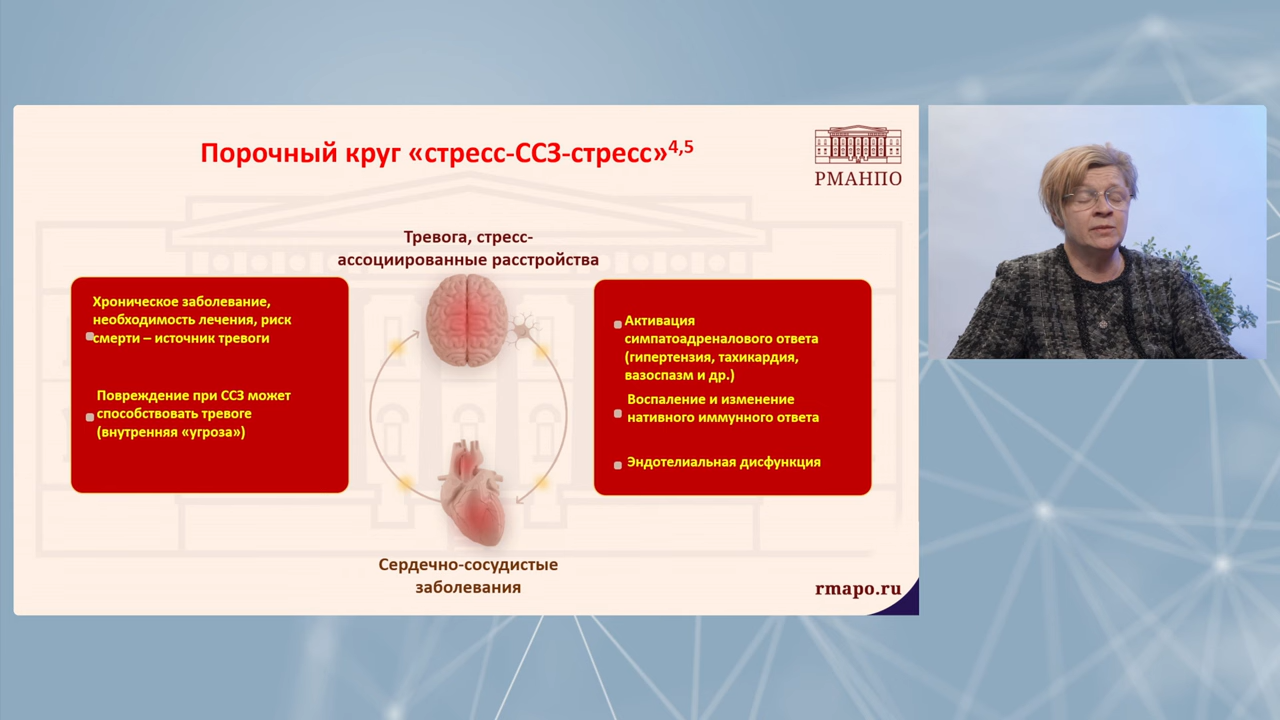 Порочный круг «стресс-ССЗ-стресс»4,5
РМАНПО
Тревога, стресс-
ассоциированные расстройства
Хроническое заболевание,
необходимость лечения, риск
смерти – источник тревоги
Повреждение при ССЗ может
способствовать тревоге
(внутренняя «угроза»)
Активация
симпатоадреналового ответа
(гипертензия, тахикардия,
вазоспазм и др.)
Воспаление и изменение
нативного иммунного ответа
Эндотелиальная дисфункция
Сердечно-сосудистые
заболевания
rmapo.ru